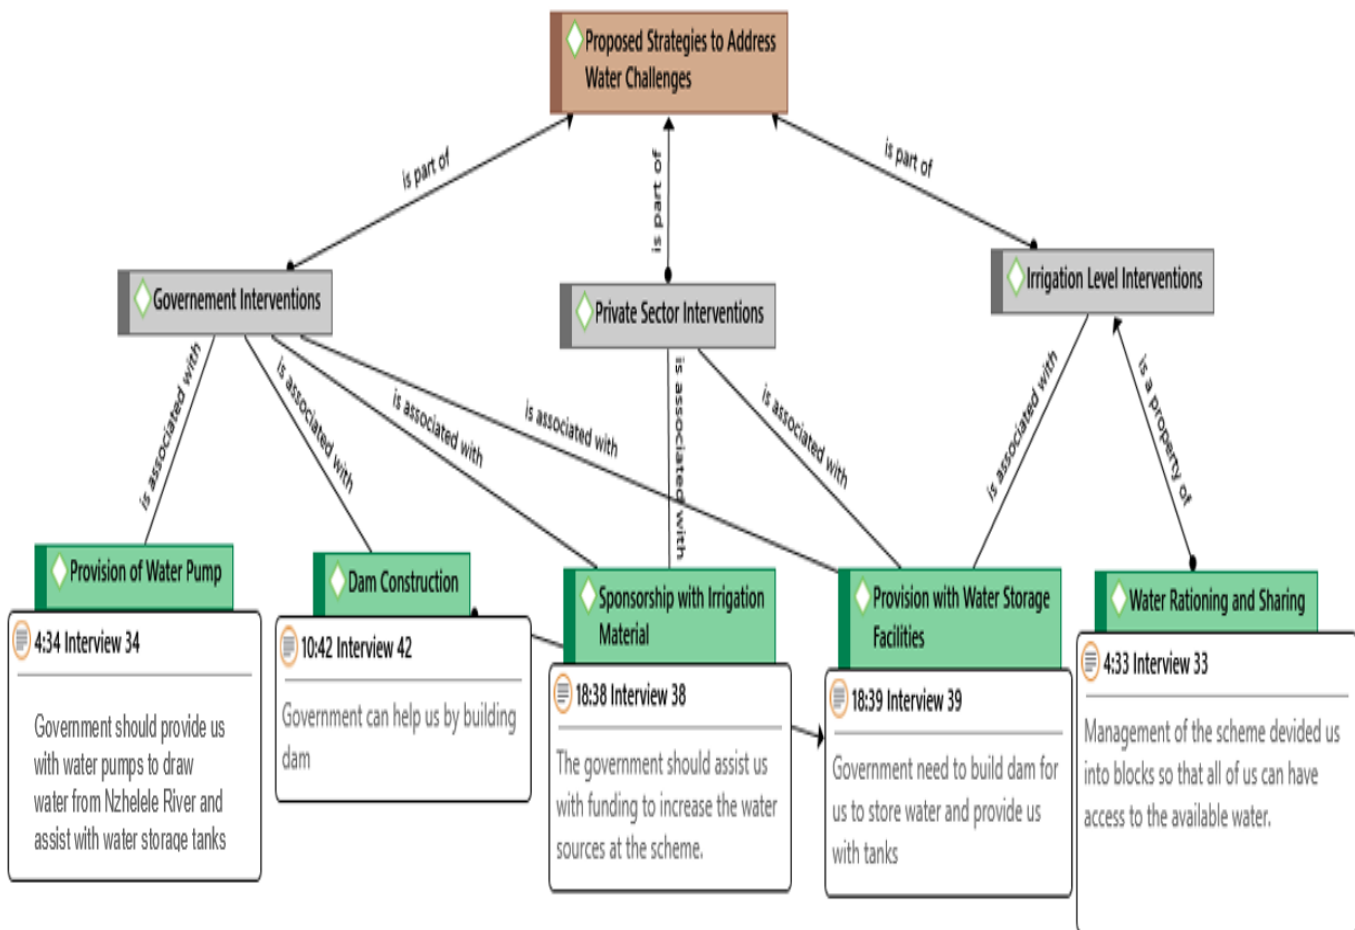 Proposed Strategies to Address
Water Challenges
is part of
is part of
is part of
Governement Interventions
Private Sector Interventions
Irrigation Level Interventions
is associated with
is associated with
is associated with
is associated with
is associated with
is associated with
is associated with
is a property of
Provision of Water Pump
4:34 Interview 34
Government should provide us
with water pumps to draw
water from Nzhelele River and
assist with water storage tanks
Dam Construction
10:42 Interview 42
Government can help us by building
dam
Sponsorship with Irrigation
Material
18:38 Interview 38
The government should assist us
with funding to increase the water
sources at the scheme.
Provision with Water Storage
Facilities
18:39 Interview 39
Government need to build dam for
us to store water and provide us
with tanks
Water Rationing and Sharing
4:33 Interview 33
Management of the scheme devided us
into blocks so that all of us can have
access to the available water.